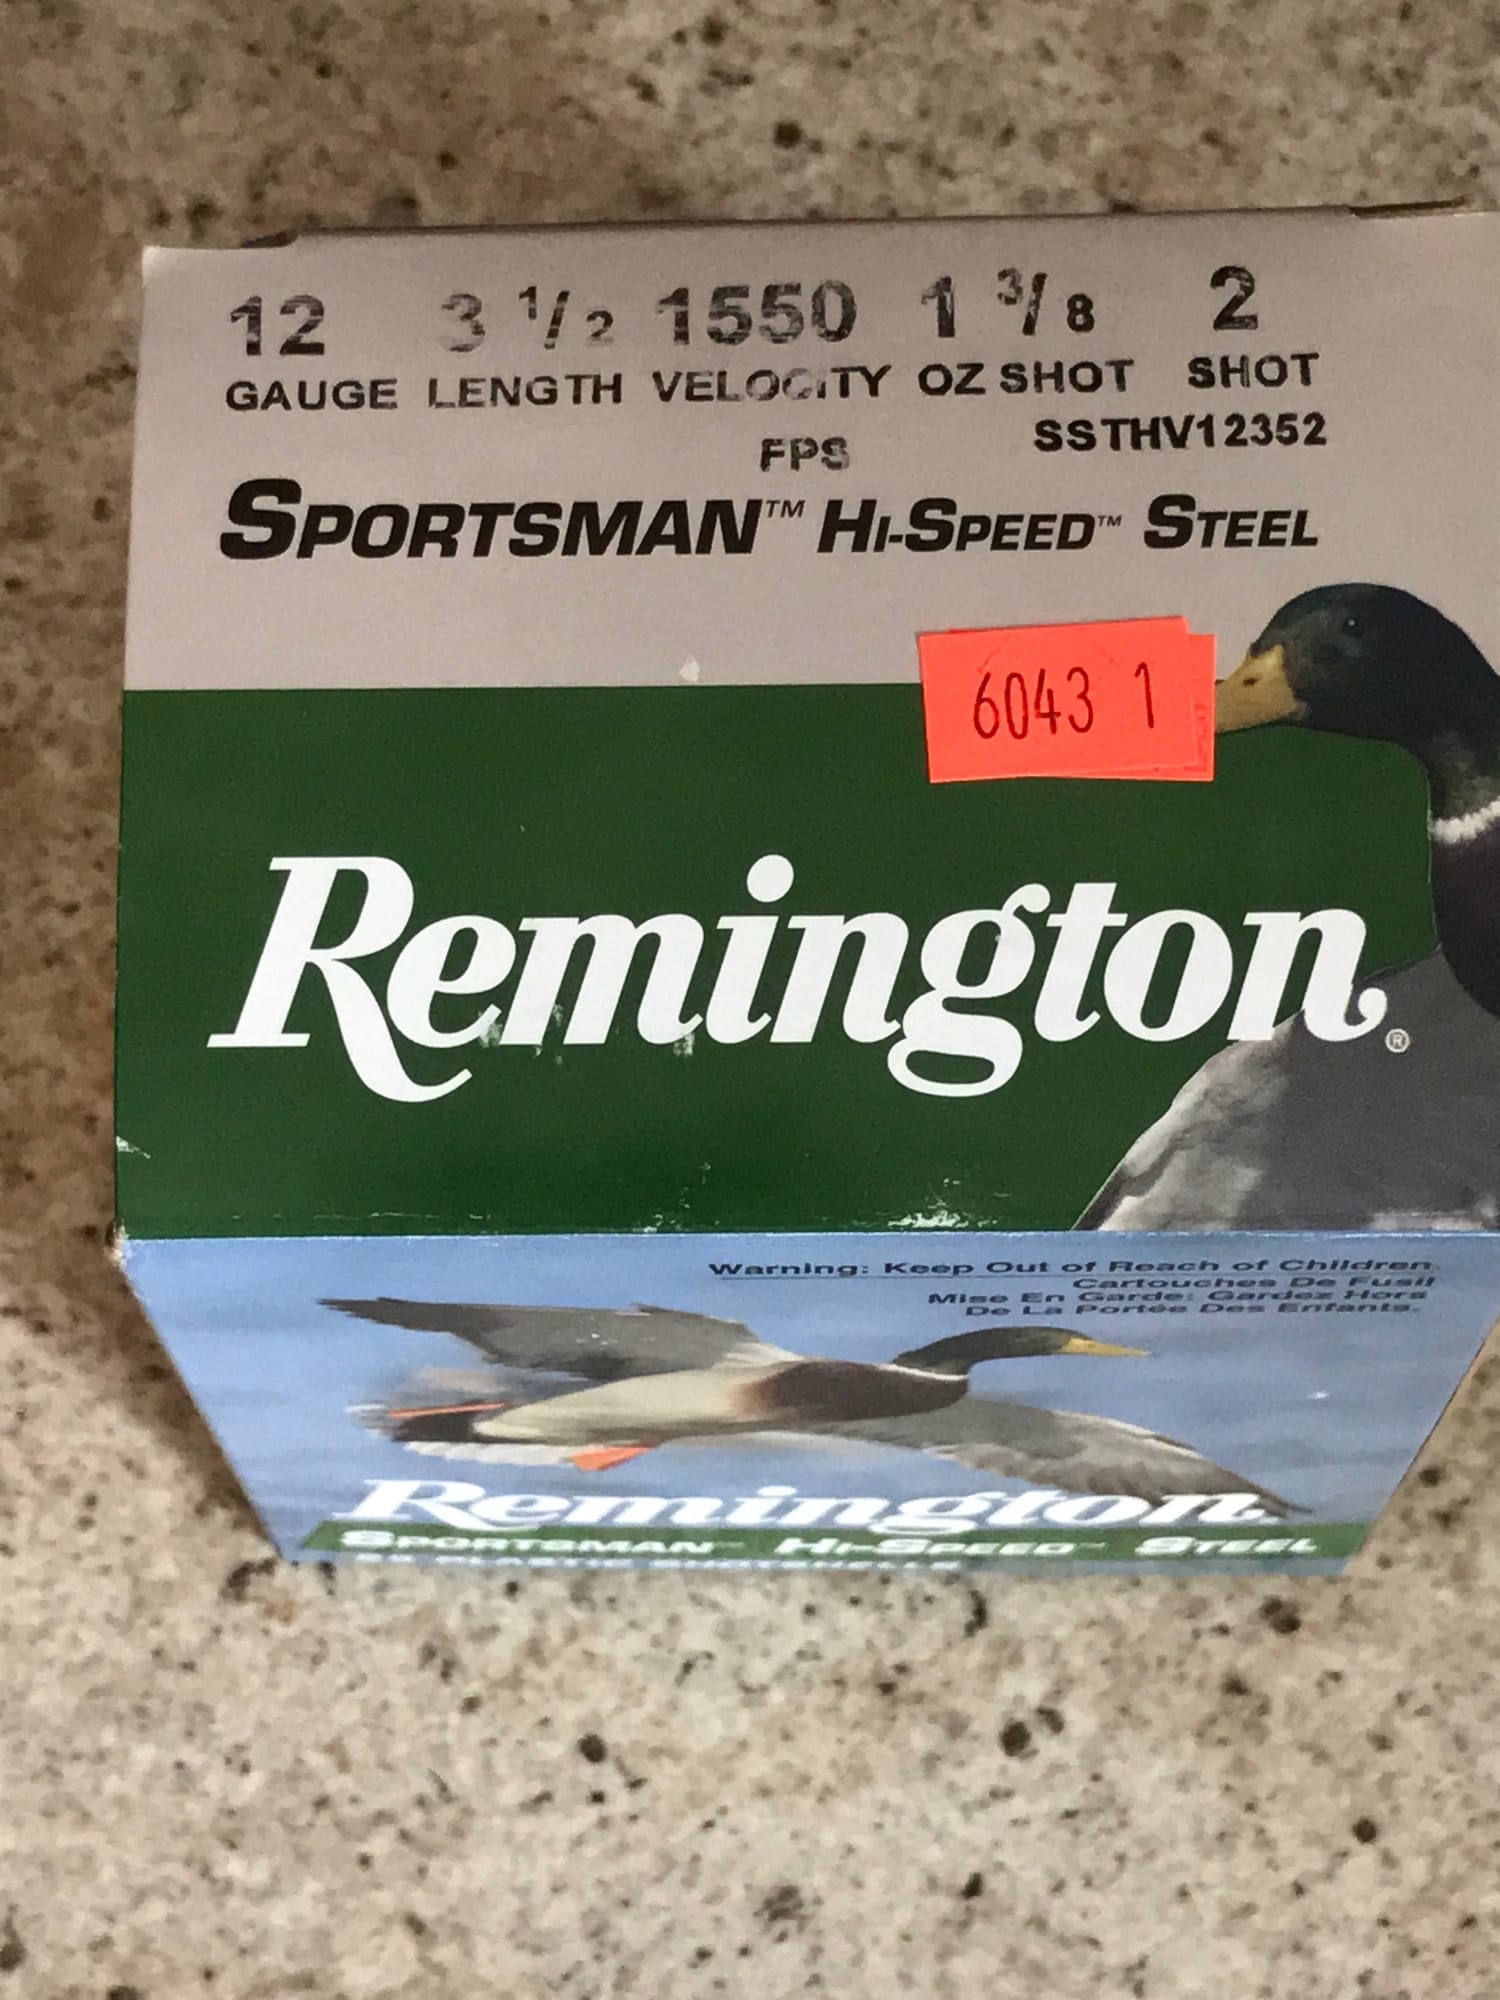 12 3 1/2 1550 1 3/8 2
GAUGE LENGTH VELOCITY OZ SHOT SHOT
FPS SSTHV12352
SPORTSMAN™ HI-SPEED™ STEEL
6043 1
Remington®
Warning: Keep Out of Reach of Children.
Cartouches De Fusil
Mise En Garde: Gardez Hors
De La Portée Des Enfants.
Remington
SPORTSMAN™ HI-SPEED™ STEEL